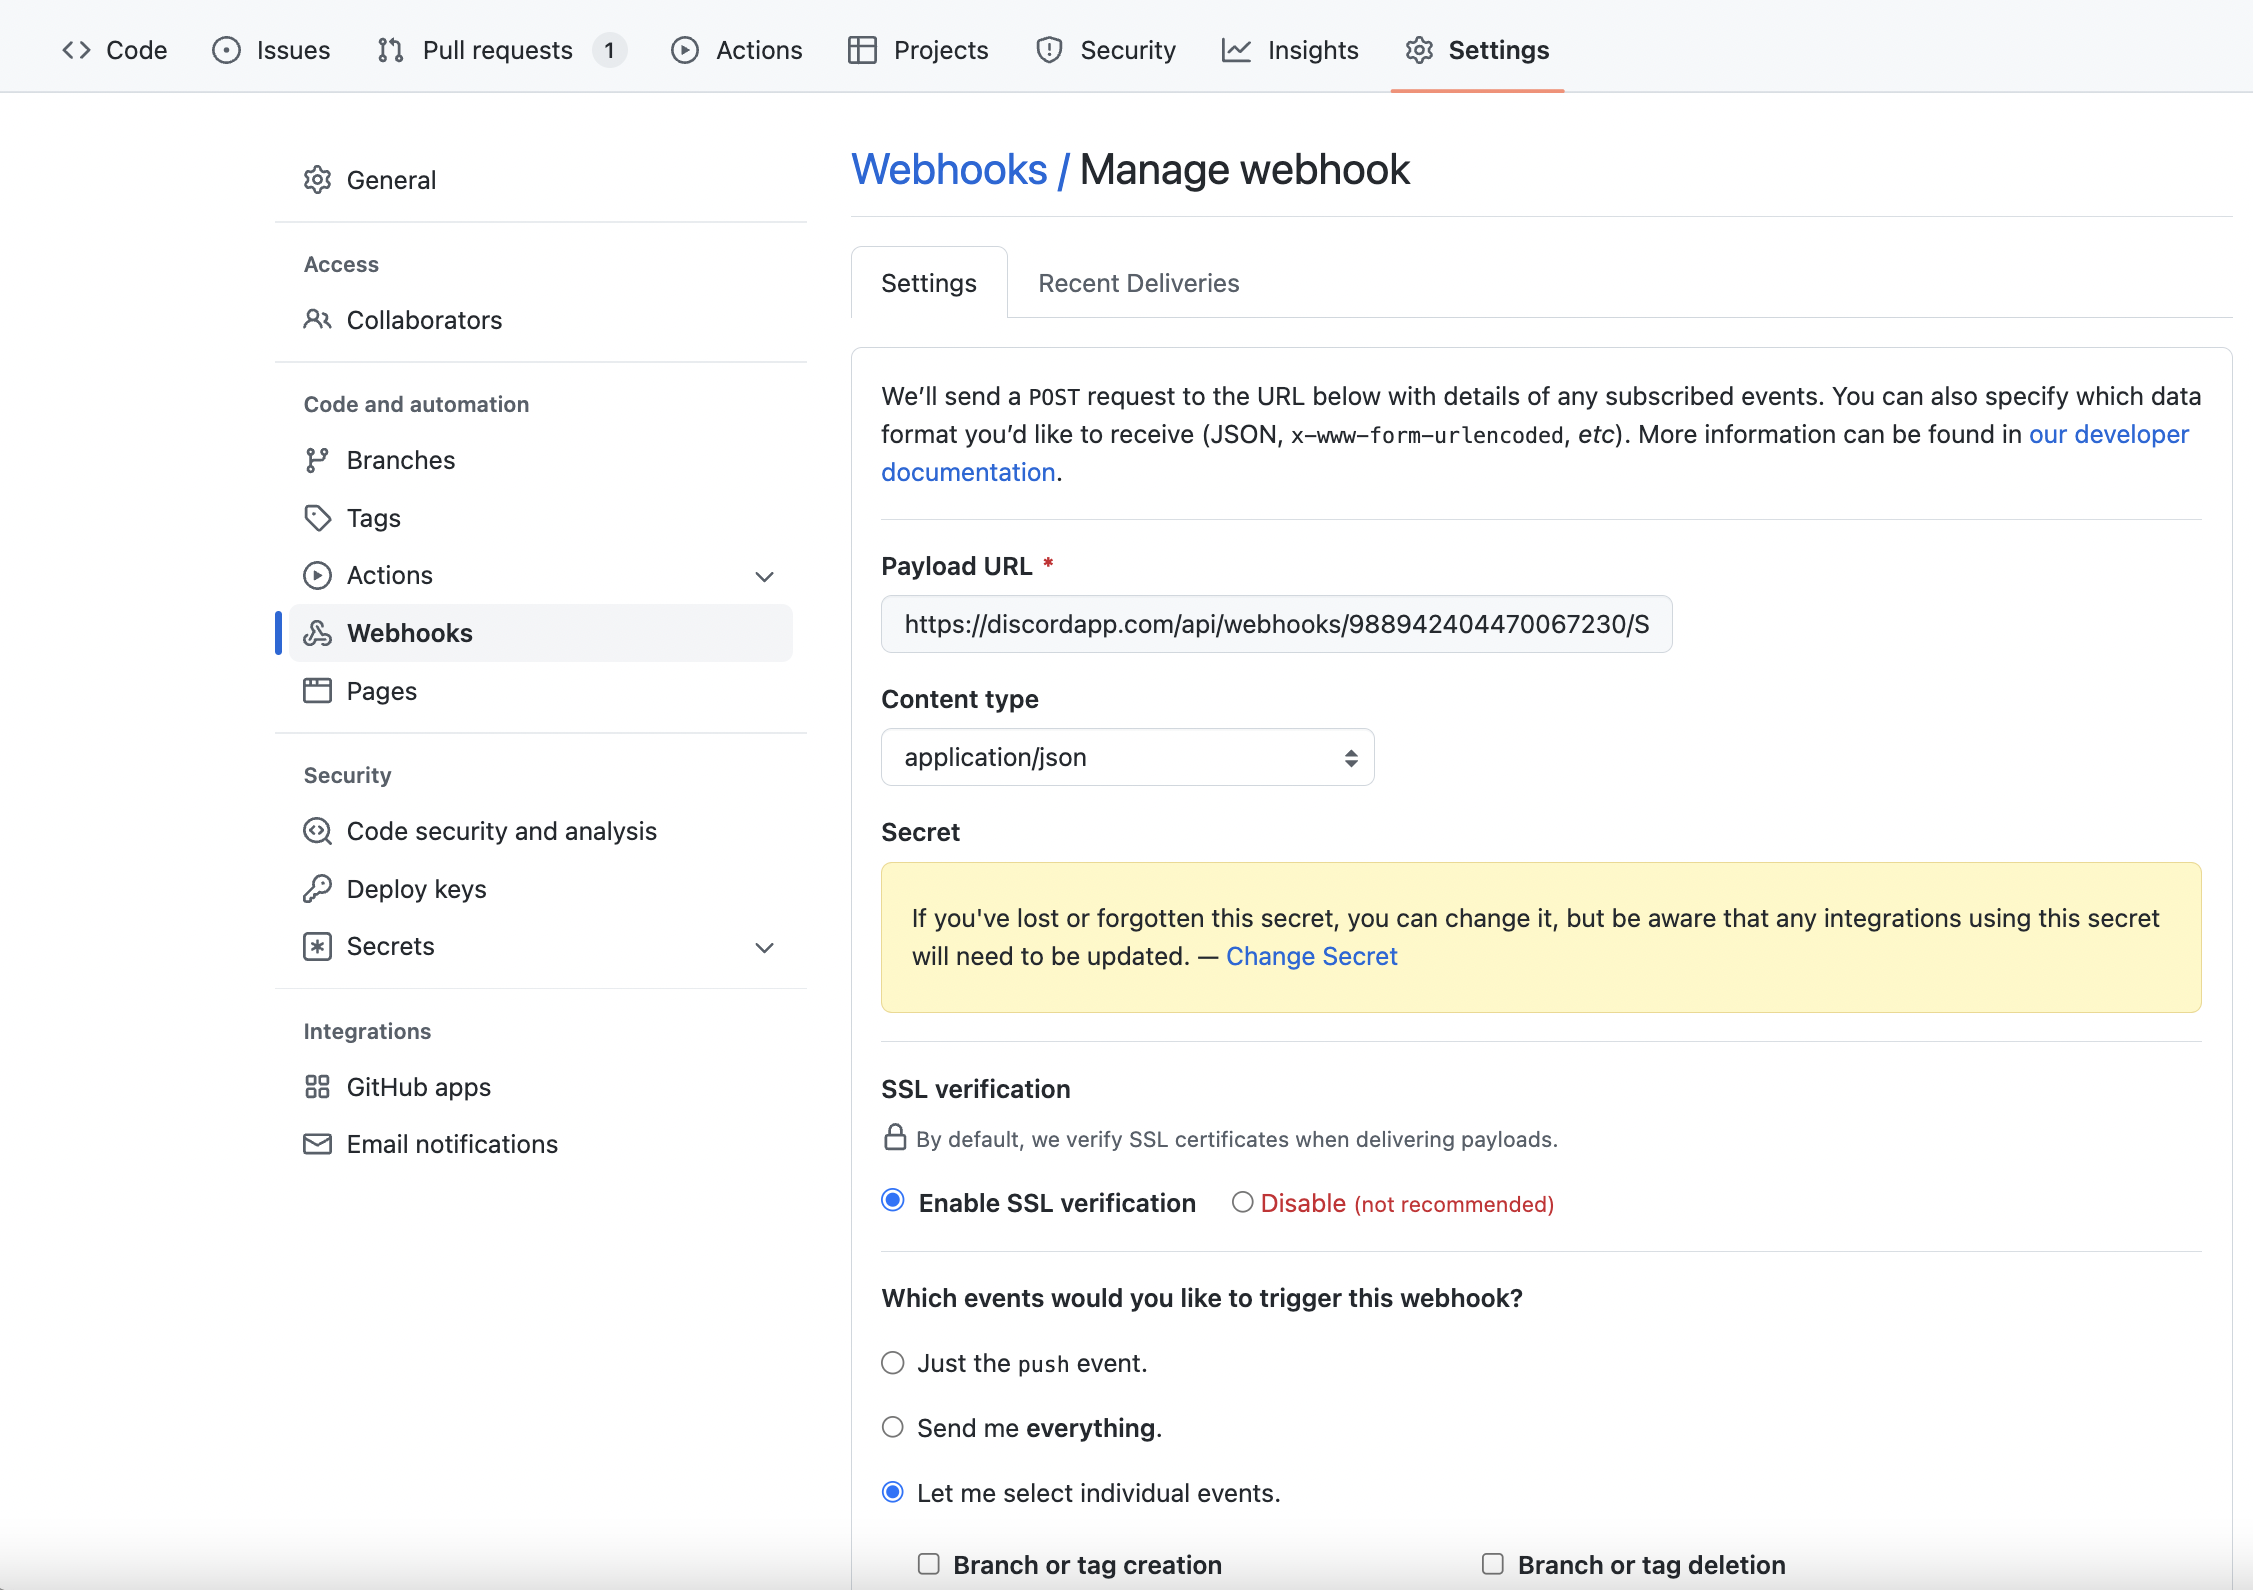 Code Issues Pull requests 1 Actions Projects Security Insights Settings
General
Access
Collaborators
Code and automation
Branches
Tags
Actions
Webhooks
Pages
Security
Code security and analysis
Deploy keys
Secrets
Integrations
GitHub apps
Email notifications
Webhooks / Manage webhook
Settings Recent Deliveries
We’ll send a POST request to the URL below with details of any subscribed events. You can also specify which data
format you’d like to receive (JSON, x-www-form-urlencoded, etc). More information can be found in our developer
documentation.
Payload URL *
https://discordapp.com/api/webhooks/988942404470067230/S
Content type
application/json
Secret
If you've lost or forgotten this secret, you can change it, but be aware that any integrations using this secret
will need to be updated. — Change Secret
SSL verification
By default, we verify SSL certificates when delivering payloads.
Enable SSL verification Disable (not recommended)
Which events would you like to trigger this webhook?
Just the push event.
Send me everything.
Let me select individual events.
Branch or tag creation Branch or tag deletion